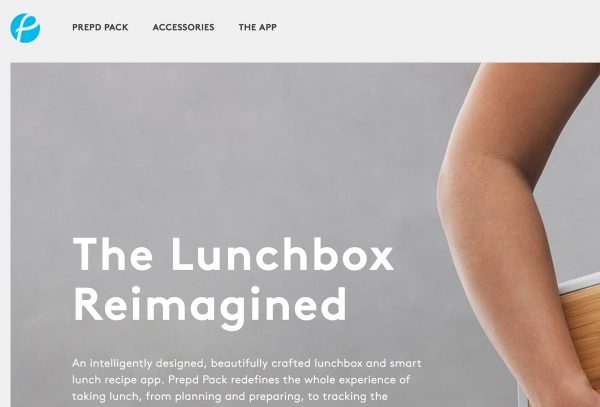 PREPD PACK ACCESSORIES THE APP
The Lunchbox
Reimagined
An intelligently designed, beautifully crafted lunchbox and smart
lunch recipe app. Prepd Pack redefines the whole experience of
taking lunch, from planning and preparing, to tracking the